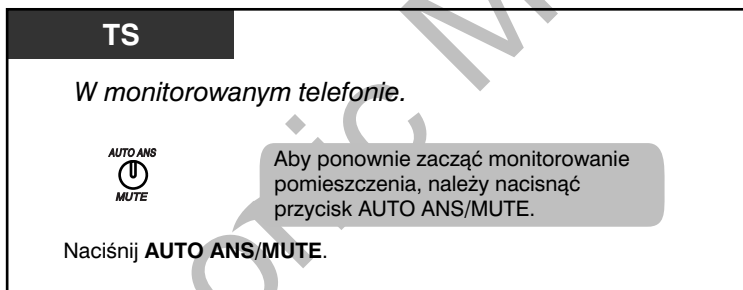 TS
W monitorowanym telefonie.
AUTO ANS
MUTE
Aby ponownie zacząć monitorowanie
pomieszczenia, należy nacisnąć
przycisk AUTO ANS/MUTE.
Naciśnij AUTO ANS/MUTE.